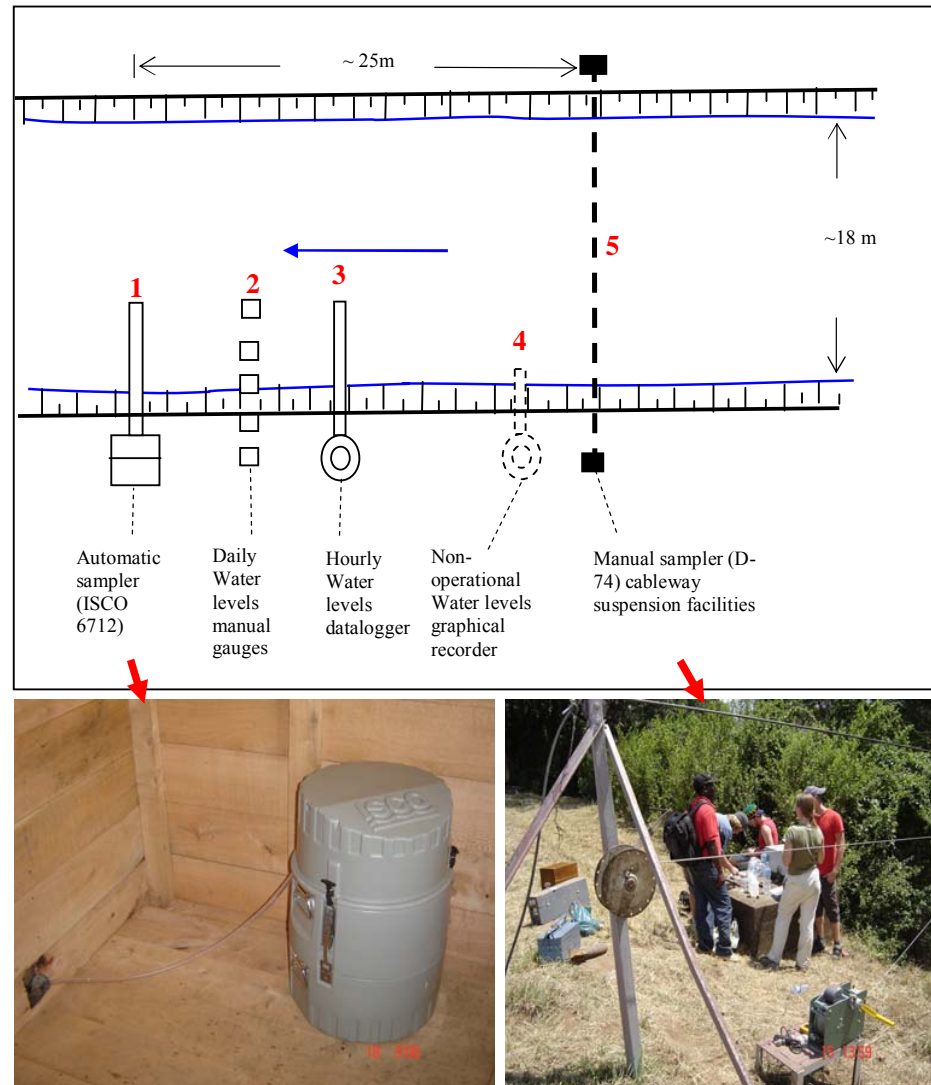 ~ 25m
~18 m
1
2
3
4
5
Automatic
sampler
(ISCO
6712)
Daily
Water
levels
manual
gauges
Hourly
Water
levels
datalogger
Non-
operational
Water levels
graphical
recorder
Manual sampler (D-
74) cableway
suspension facilities
ISCO